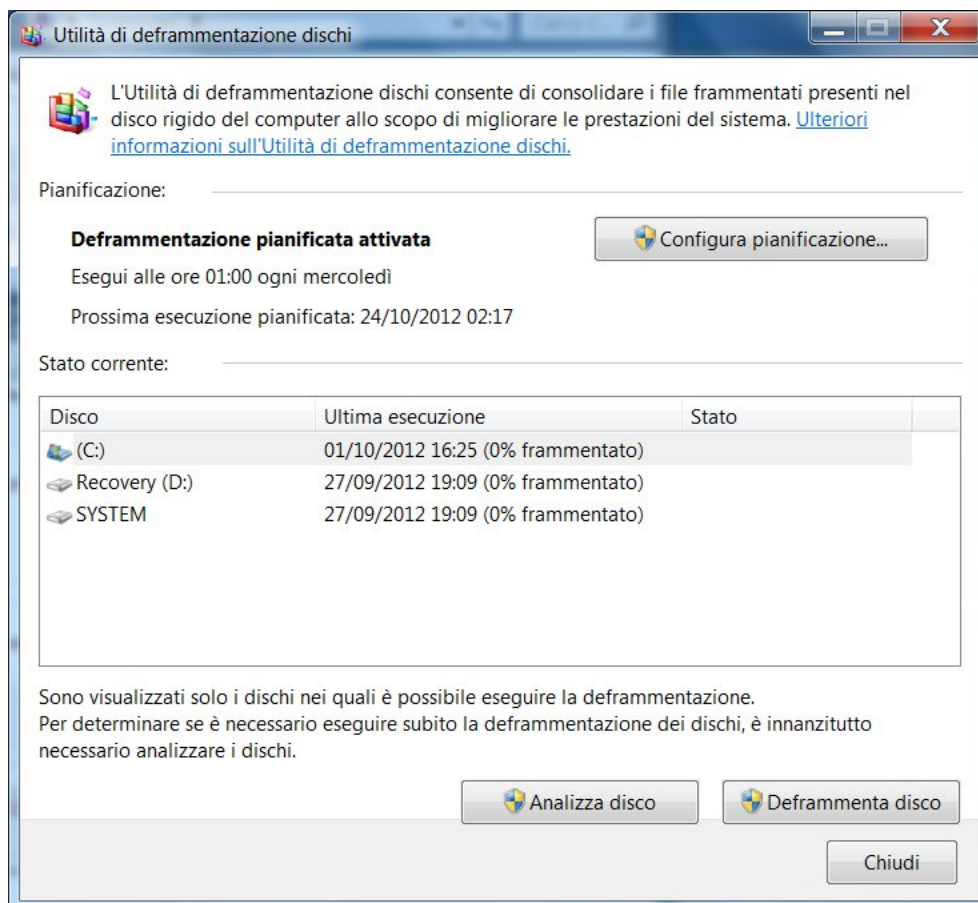 Utilità di deframmentazione dischi
L'Utilità di deframmentazione dischi consente di consolidare i file frammentati presenti nel
disco rigido del computer allo scopo di migliorare le prestazioni del sistema. Ulteriori
informazioni sull'Utilità di deframmentazione dischi.
Pianificazione:
Deframmentazione pianificata attivata
Configura pianificazione...
Esegui alle ore 01:00 ogni mercoledì
Prossima esecuzione pianificata: 24/10/2012 02:17
Stato corrente:
Disco Ultima esecuzione Stato
(C:) 01/10/2012 16:25 (0% frammentato)
Recovery (D:) 27/09/2012 19:09 (0% frammentato)
SYSTEM 27/09/2012 19:09 (0% frammentato)
Sono visualizzati solo i dischi nei quali è possibile eseguire la deframmentazione.
Per determinare se è necessario eseguire subito la deframmentazione dei dischi, è innanzitutto
necessario analizzare i dischi.
Analizza disco Deframmenta disco
Chiudi